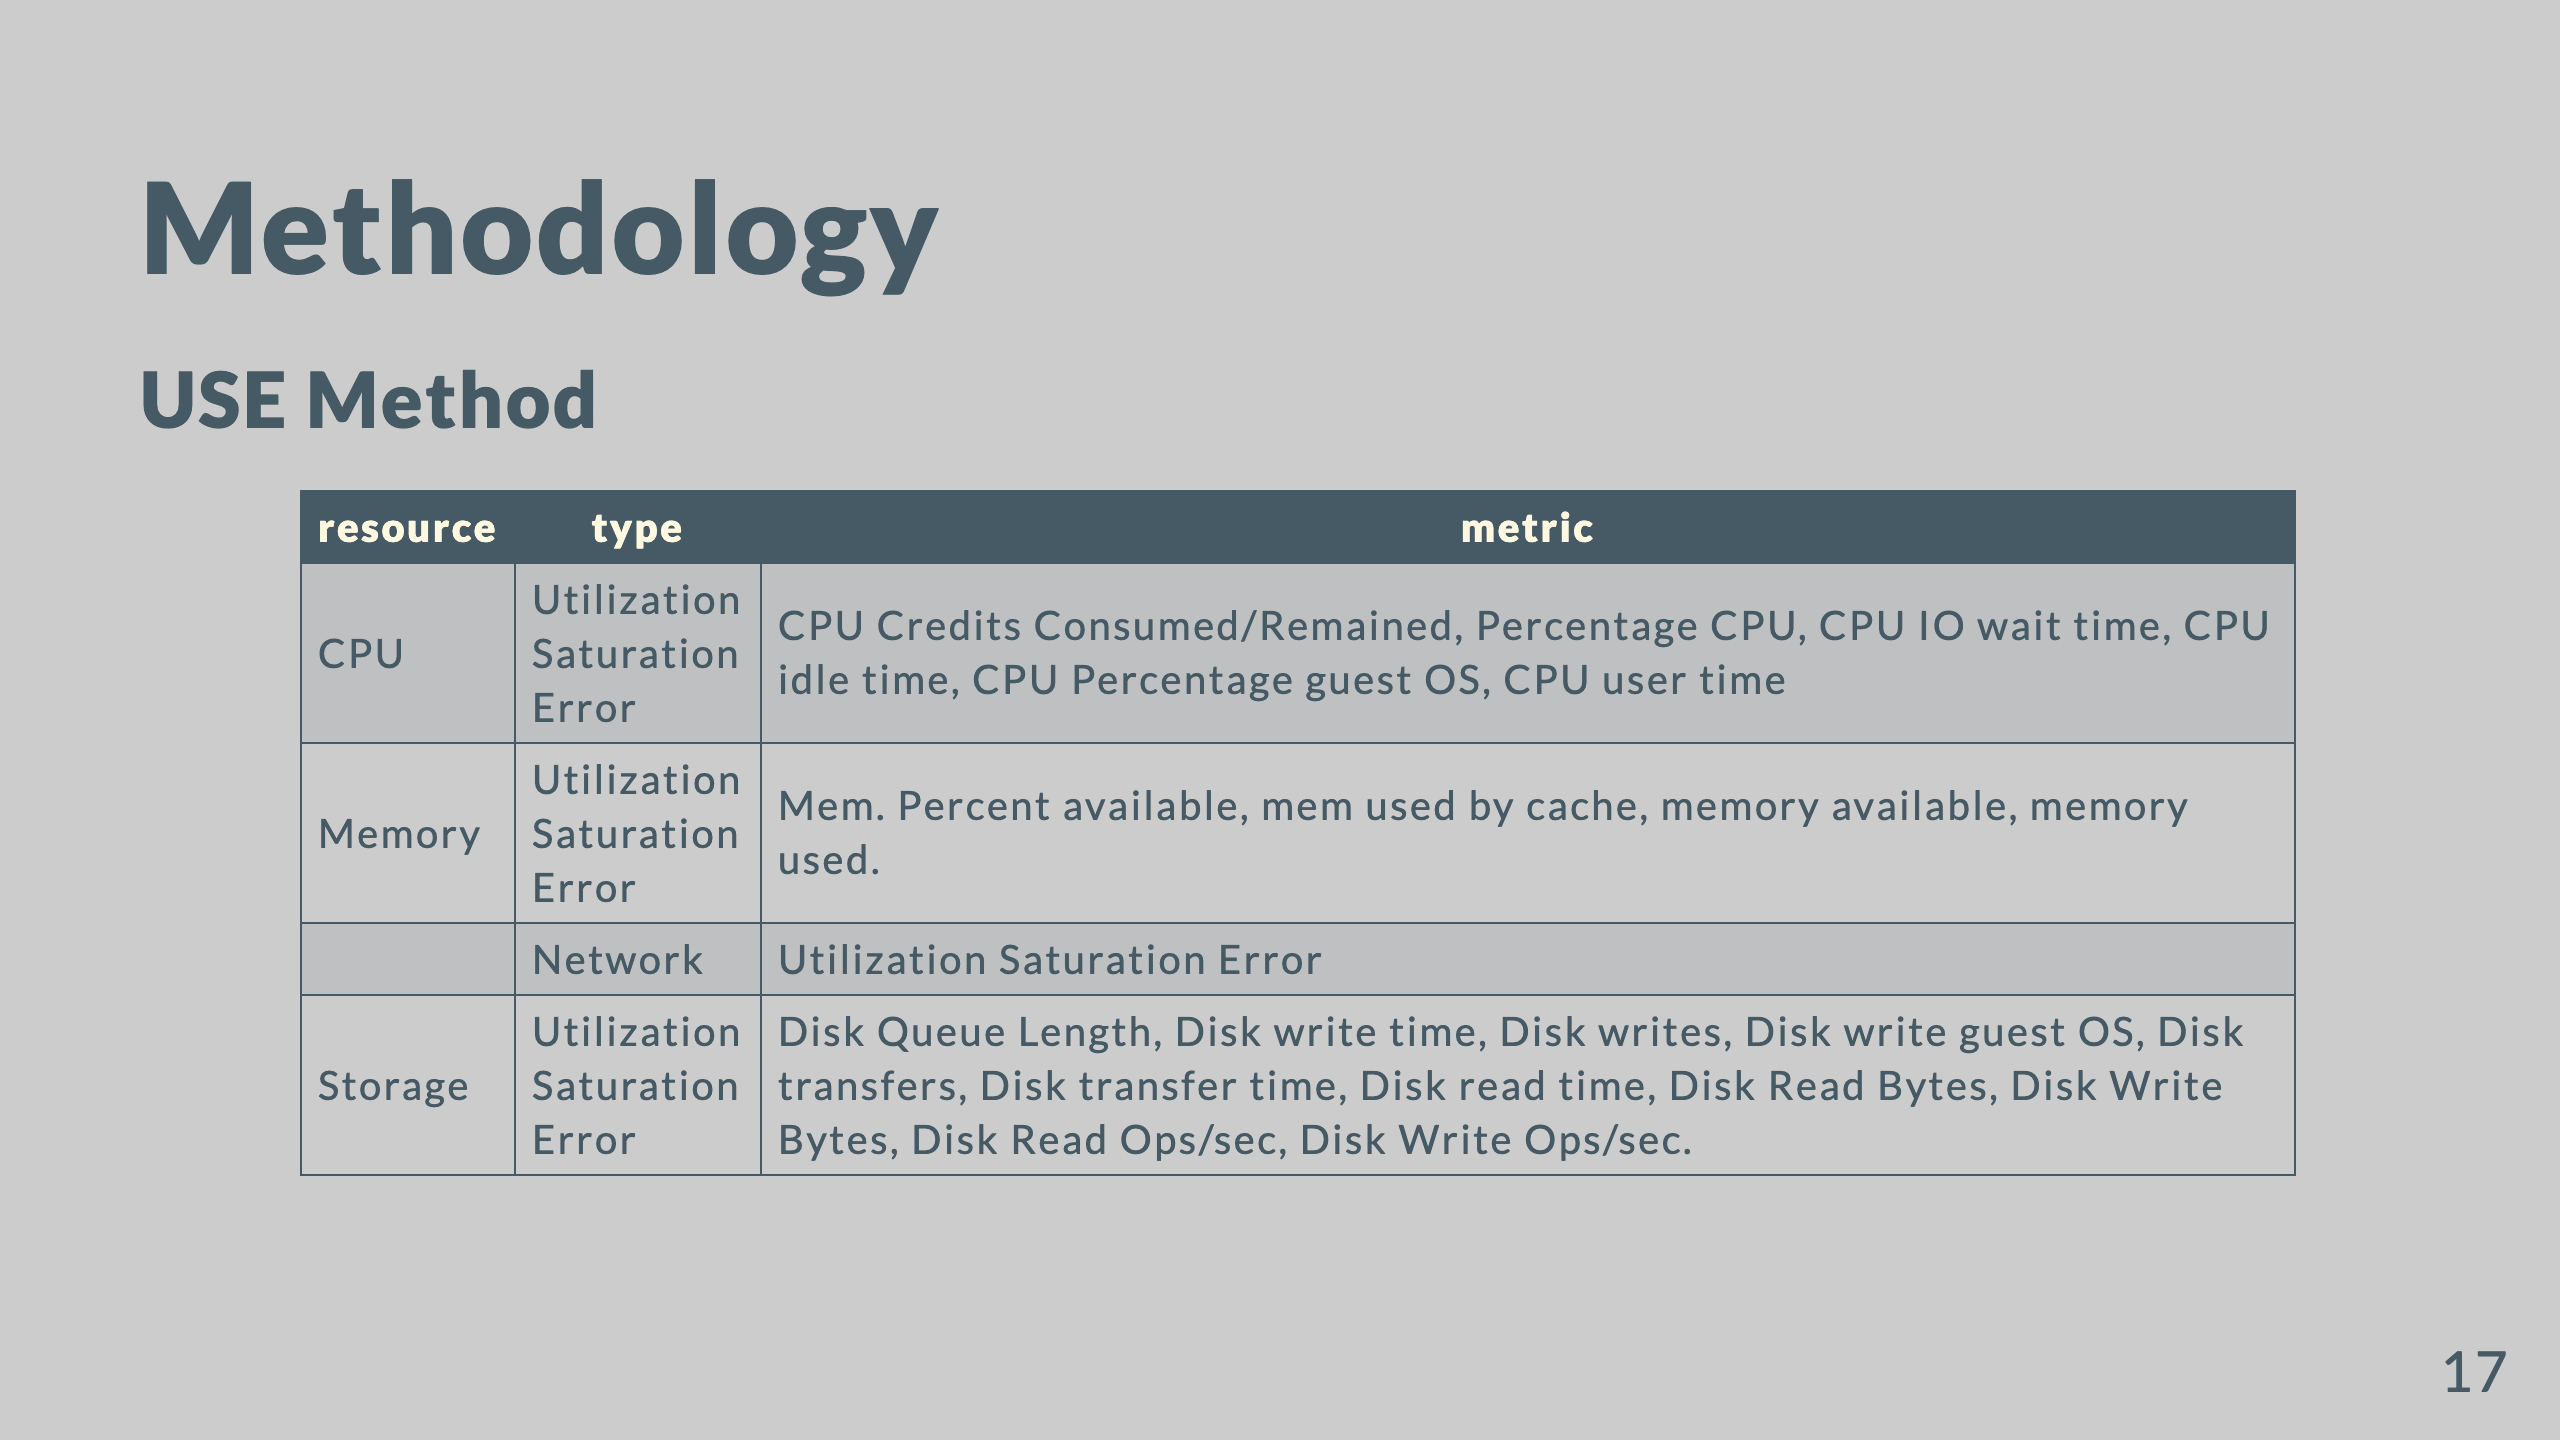 Methodology
USE Method
resource type metric
CPU
Utilization
Saturation
Error
CPU Credits Consumed/Remained, Percentage CPU, CPU IO wait time, CPU
idle time, CPU Percentage guest OS, CPU user time
Memory
Utilization
Saturation
Error
Mem. Percent available, mem used by cache, memory available, memory
used.
Network
Utilization Saturation Error
Storage
Utilization
Saturation
Error
Disk Queue Length, Disk write time, Disk writes, Disk write guest OS, Disk
transfers, Disk transfer time, Disk read time, Disk Read Bytes, Disk Write
Bytes, Disk Read Ops/sec, Disk Write Ops/sec.
17